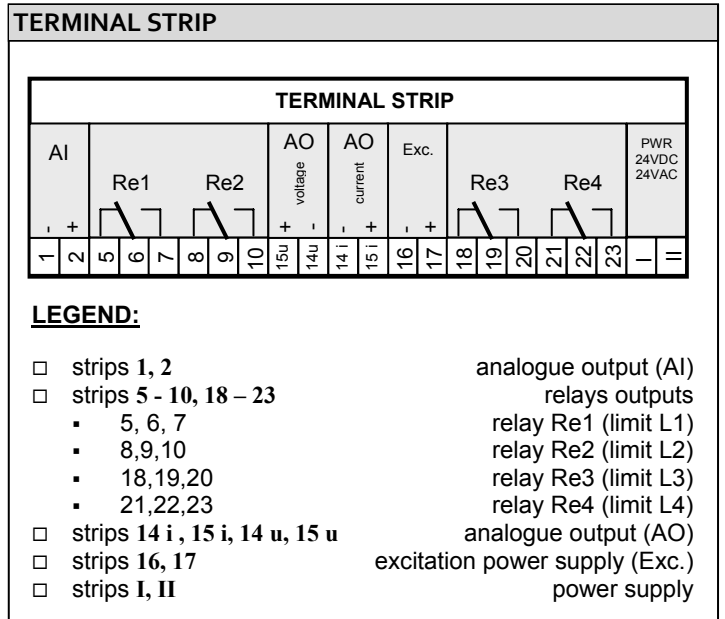 TERMINAL STRIP
TERMINAL STRIP
AI Re1 Re2 AO voltage AO current Exc. Re3 Re4 PWR
24VDC
24VAC
- + + - - + - +
1 2 5 6 7 8 9 10 15u 14u 14 i 15 i 16 17 18 19 20 21 22 23 I II
LEGEND:
□ strips 1, 2 analogue output (AI)
□ strips 5 - 10, 18 – 23 relays outputs
▪ 5, 6, 7 relay Re1 (limit L1)
▪ 8,9,10 relay Re2 (limit L2)
▪ 18,19,20 relay Re3 (limit L3)
▪ 21,22,23 relay Re4 (limit L4)
□ strips 14 i , 15 i, 14 u, 15 u analogue output (AO)
□ strips 16, 17 excitation power supply (Exc.)
□ strips I, II power supply